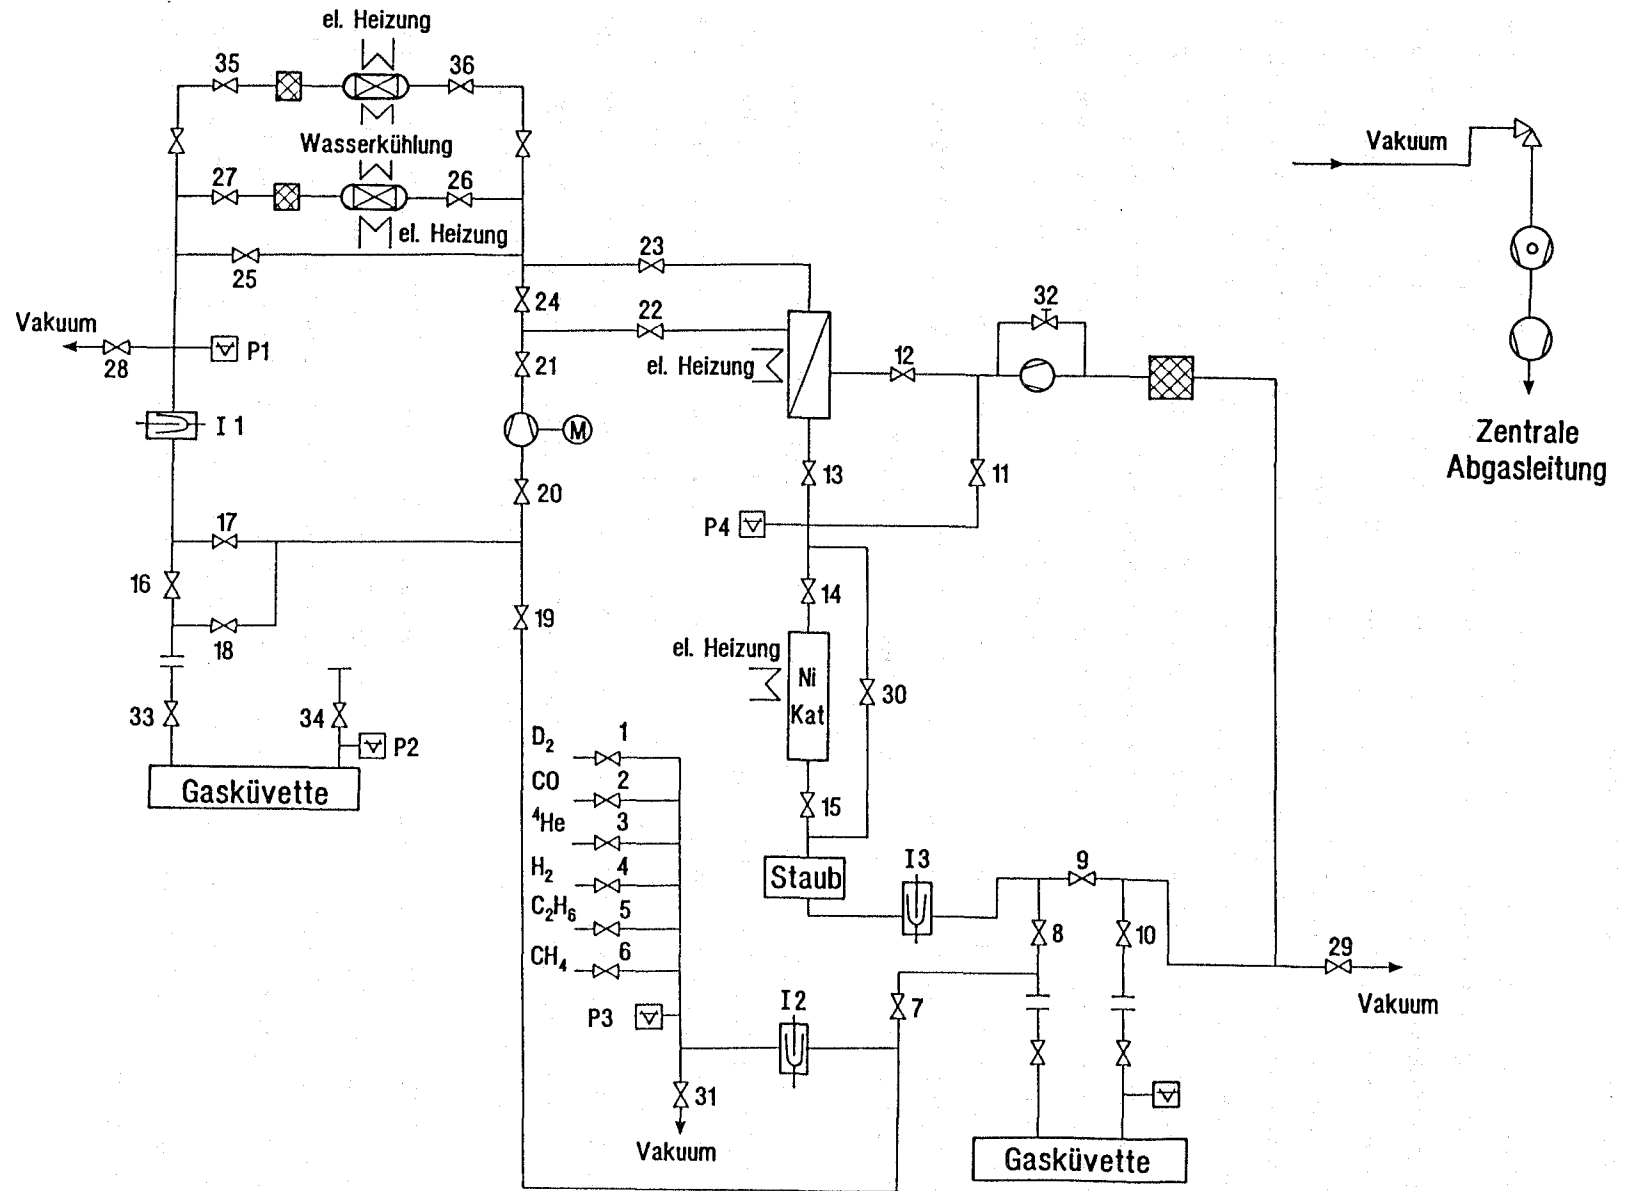 el. Heizung
35
36
Wasserkühlung
27
26
el. Heizung
25
23
24
22
Vakuum
28
P1
21
el. Heizung
12
32
I 1
M
13
11
20
P4
17
16
18
19
14
el. Heizung
Ni
Kat
30
33
34
P2
Gasküvette
D2
1
CO
2
4He
3
H2
4
C2H6
5
CH4
6
15
Staub
I 3
9
8
10
29
Vakuum
P3
I 2
7
31
Vakuum
Gasküvette
Vakuum
Zentrale
Abgasleitung